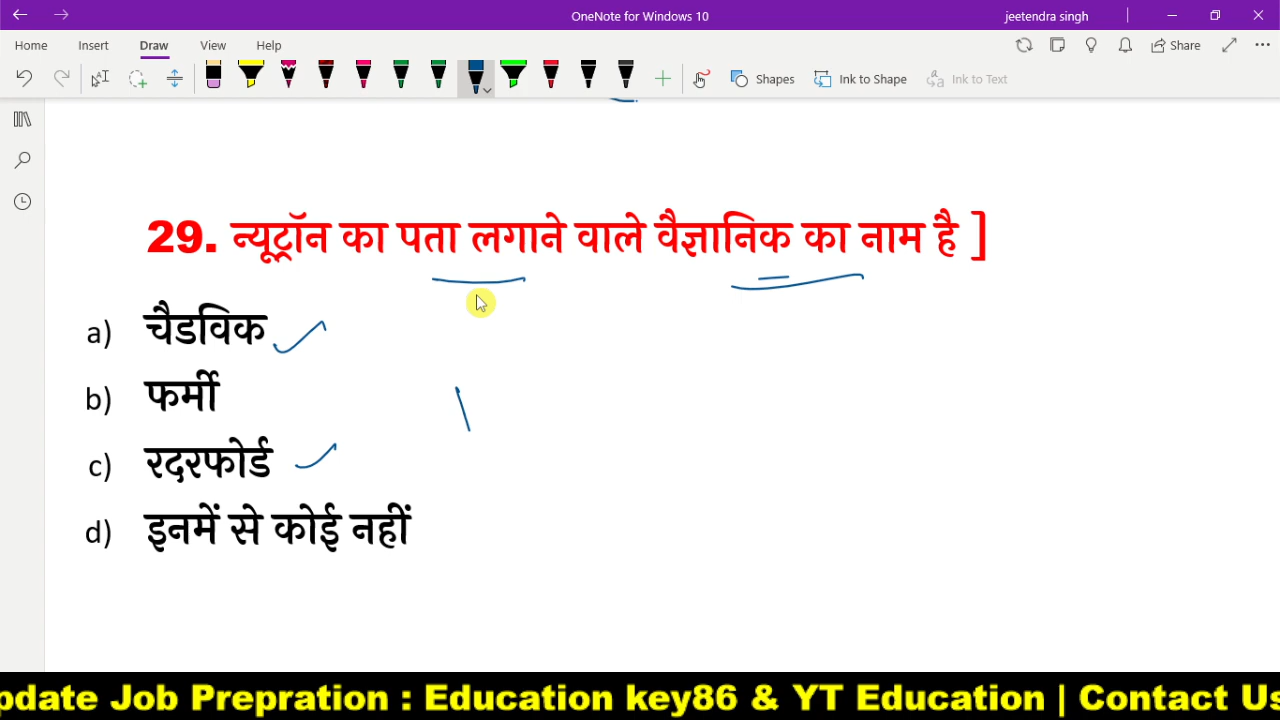 OneNote for Windows 10
jeetendra singh
Home Insert Draw View Help
Share
Shapes
Ink to Shape
Ink to Text
29. न्यूट्रॉन का पता लगाने वाले वैज्ञानिक का नाम है ]
a) चैडविक
b) फर्मी
c) रदरफोर्ड
d) इनमें से कोई नहीं
pdate Job Prepration : Education key86 & YT Education | Contact Us